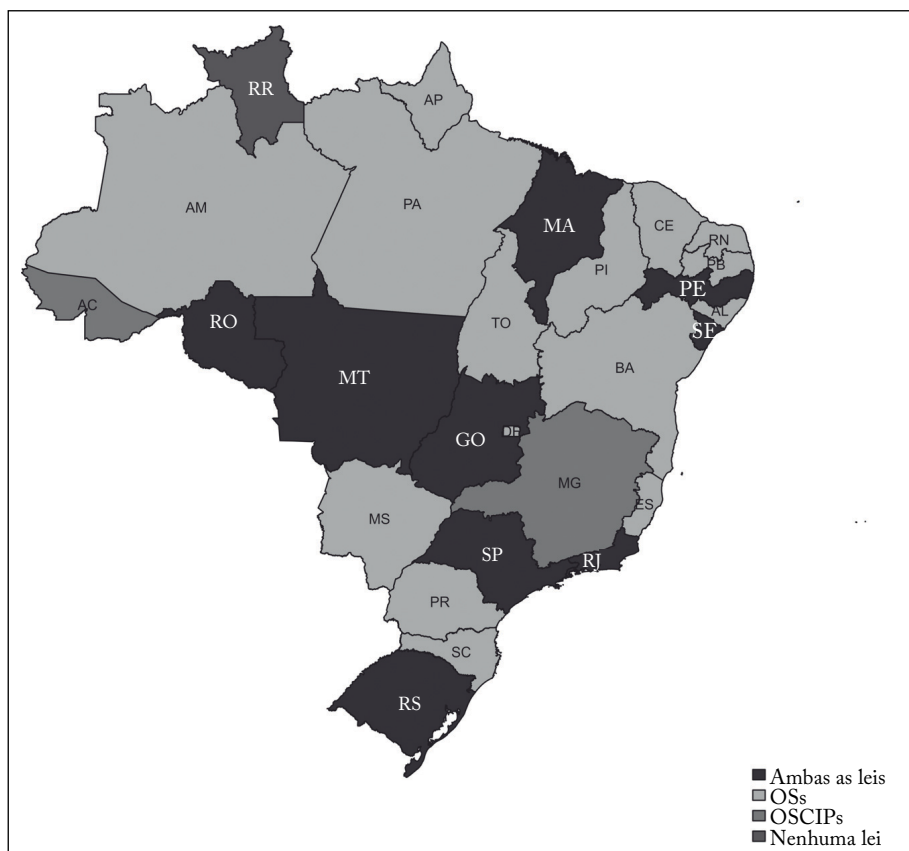 RR
AP
AM
PA
MA
CE
RN
PB
PI
PE
AC
AL
RO
TO
SE
MT
BA
GO
DF
MG
ES
MS
SP
RJ
PR
SC
RS
Ambas as leis
OSs
OSCIPs
Nenhuma lei